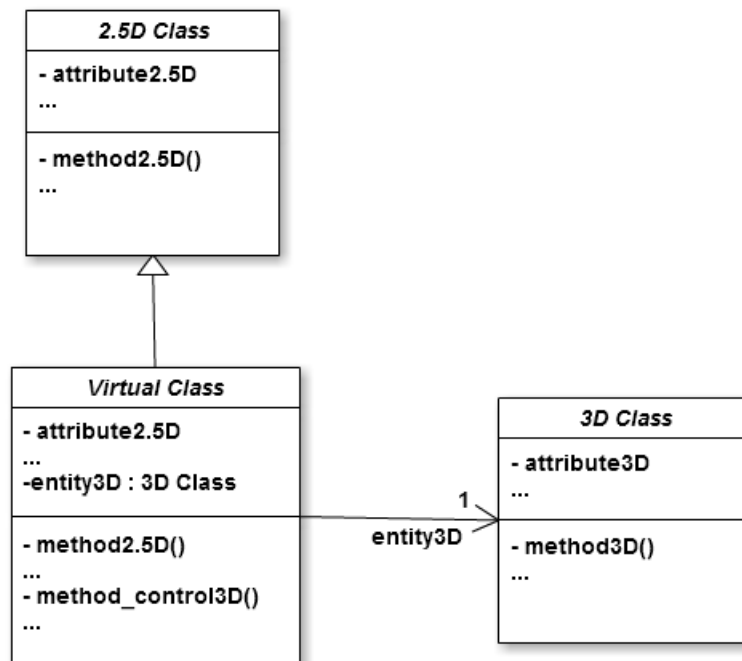 2.5D Class
- attribute2.5D
...
- method2.5D()
...
Virtual Class
- attribute2.5D
...
-entity3D : 3D Class
- method2.5D()
...
- method_control3D()
...
1
entity3D
3D Class
- attribute3D
...
- method3D()
...